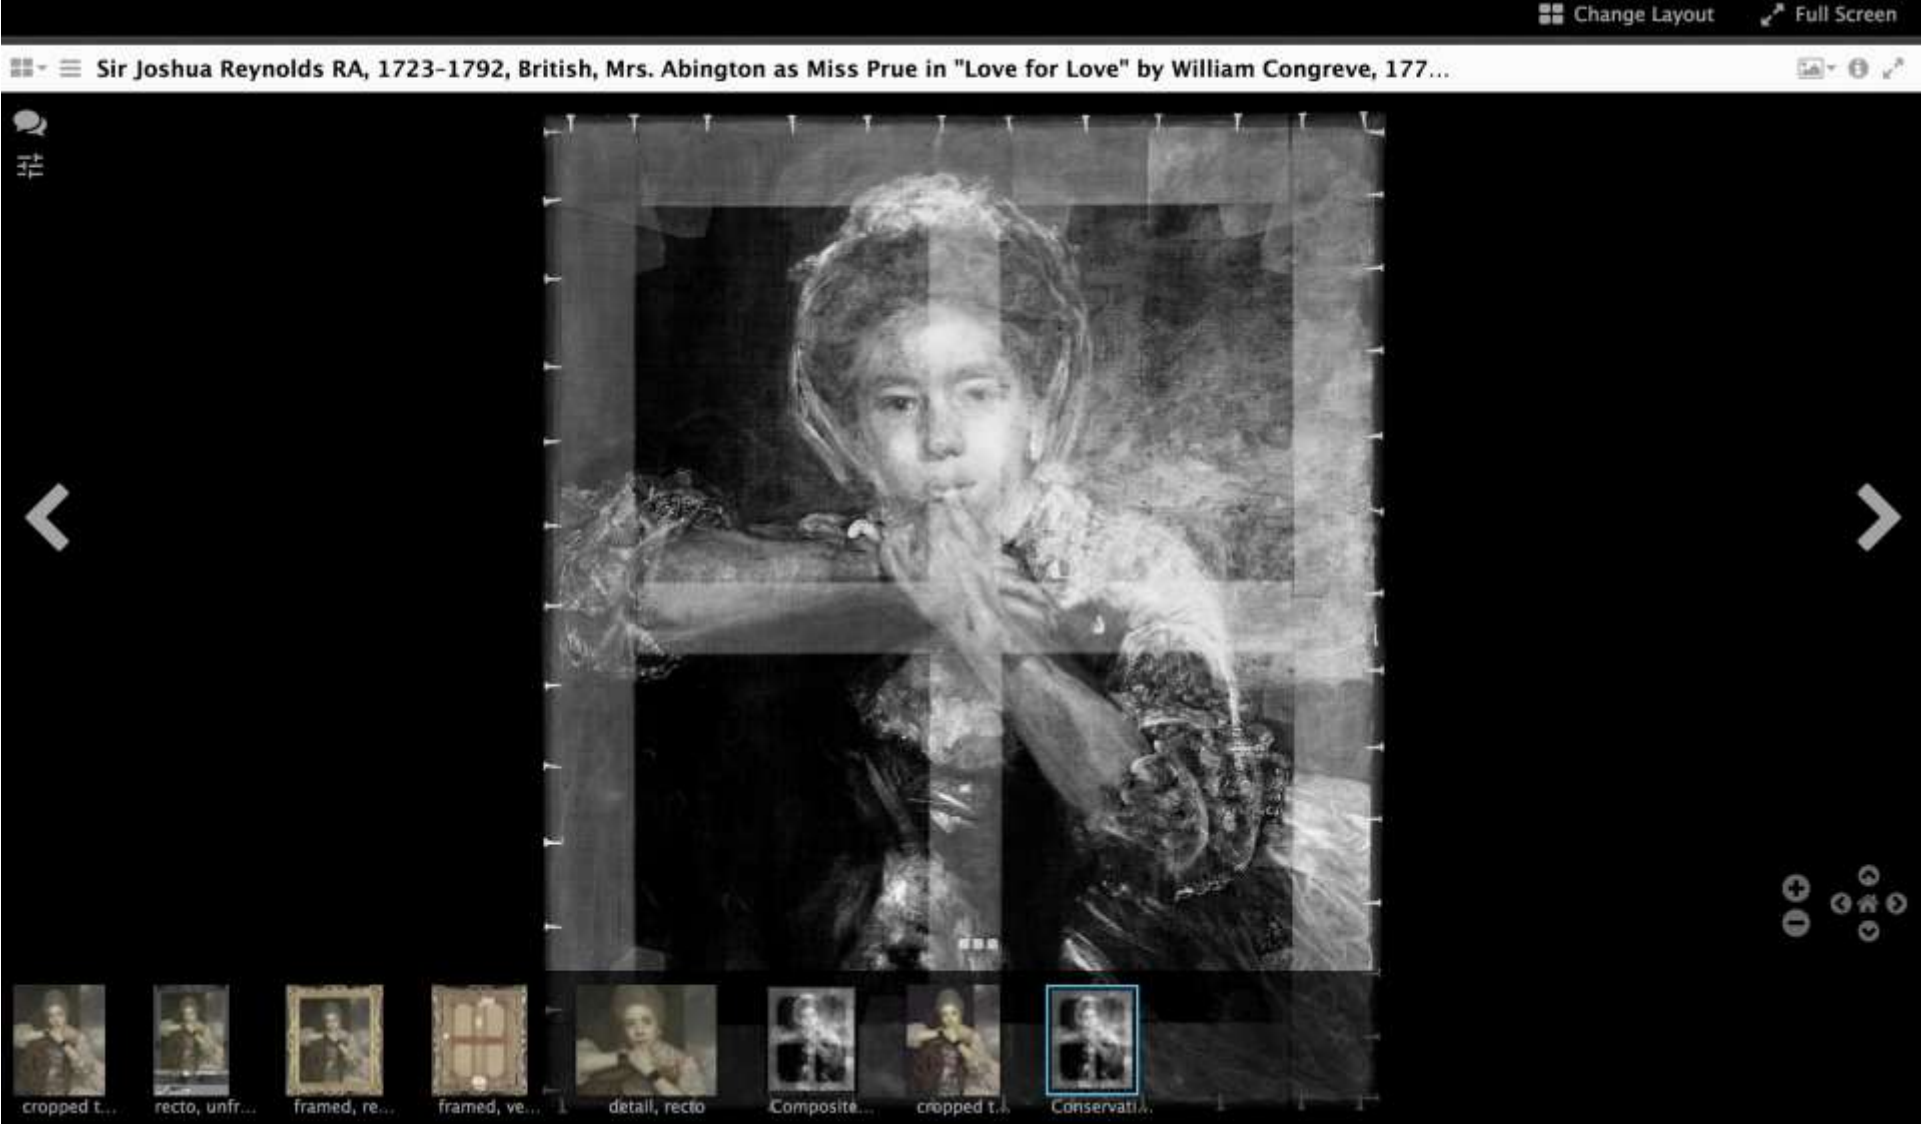 Change Layout Full Screen
Sir Joshua Reynolds RA, 1723-1792, British, Mrs. Abington as Miss Prue in "Love for Love" by William Congreve, 177...
cropped t... recto, unfr... framed, re... framed, ve... detail, recto Composite... cropped t... Conservati...